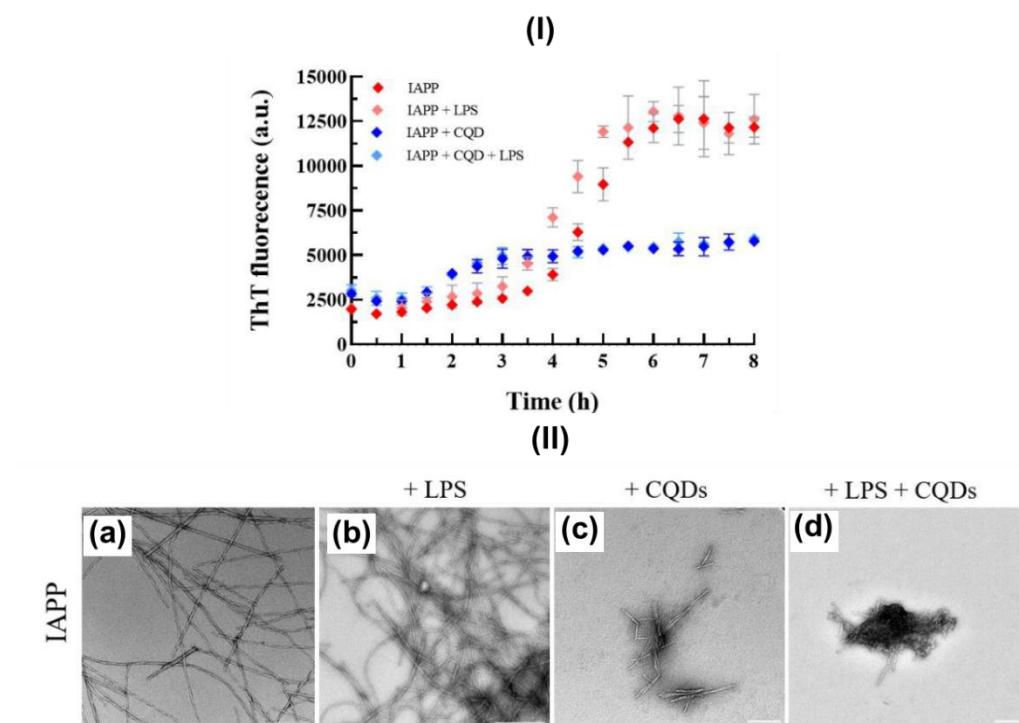 (I)
15000
12500
10000
7500
5000
2500
0
ThT fluorecence (a.u.)
IAPP
IAPP + LPS
IAPP + CQD
IAPP + CQD + LPS
0 1 2 3 4 5 6 7 8
Time (h)
(II)
+ LPS + CQDs + LPS + CQDs
(a) (b) (c) (d)
IAPP